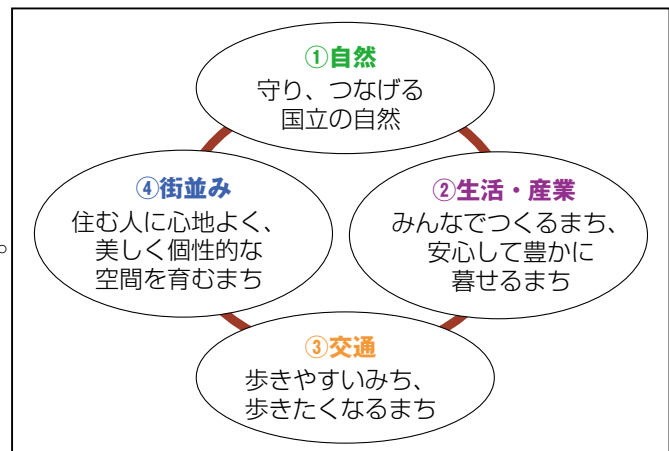 ①自然
守り、つなげる
国立の自然
②生活・産業
みんなでつくるまち、
安心して豊かに
暮せるまち
③交通
歩きやすいみち、
歩きたくなるまち
④街並み
住む人に心地よく、
美しく個性的な
空間を育むまち
。